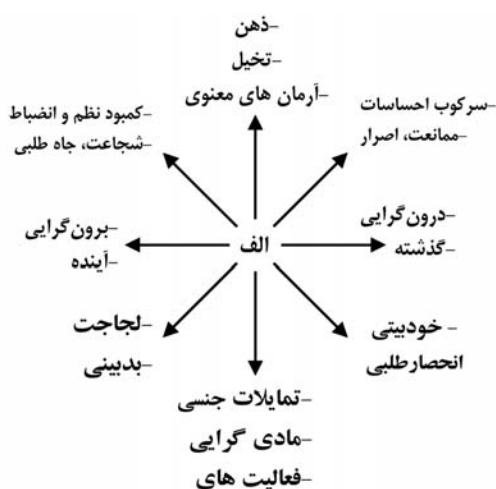 -ذهن
-تخیل
-آرمان های معنوی
-سرکوب احساسات
-ممانعت، اصرار
-کمبود نظم و انضباط
-شجاعت، جاه طلبی
-درون گرایی
-گذشته
الف
-برون گرایی
-آینده
- خودبیتی
انحصارطلبی
-لجاجت
-بدبینی
-تمایلات جنسی
-مادی گرایی
-فعالیت های